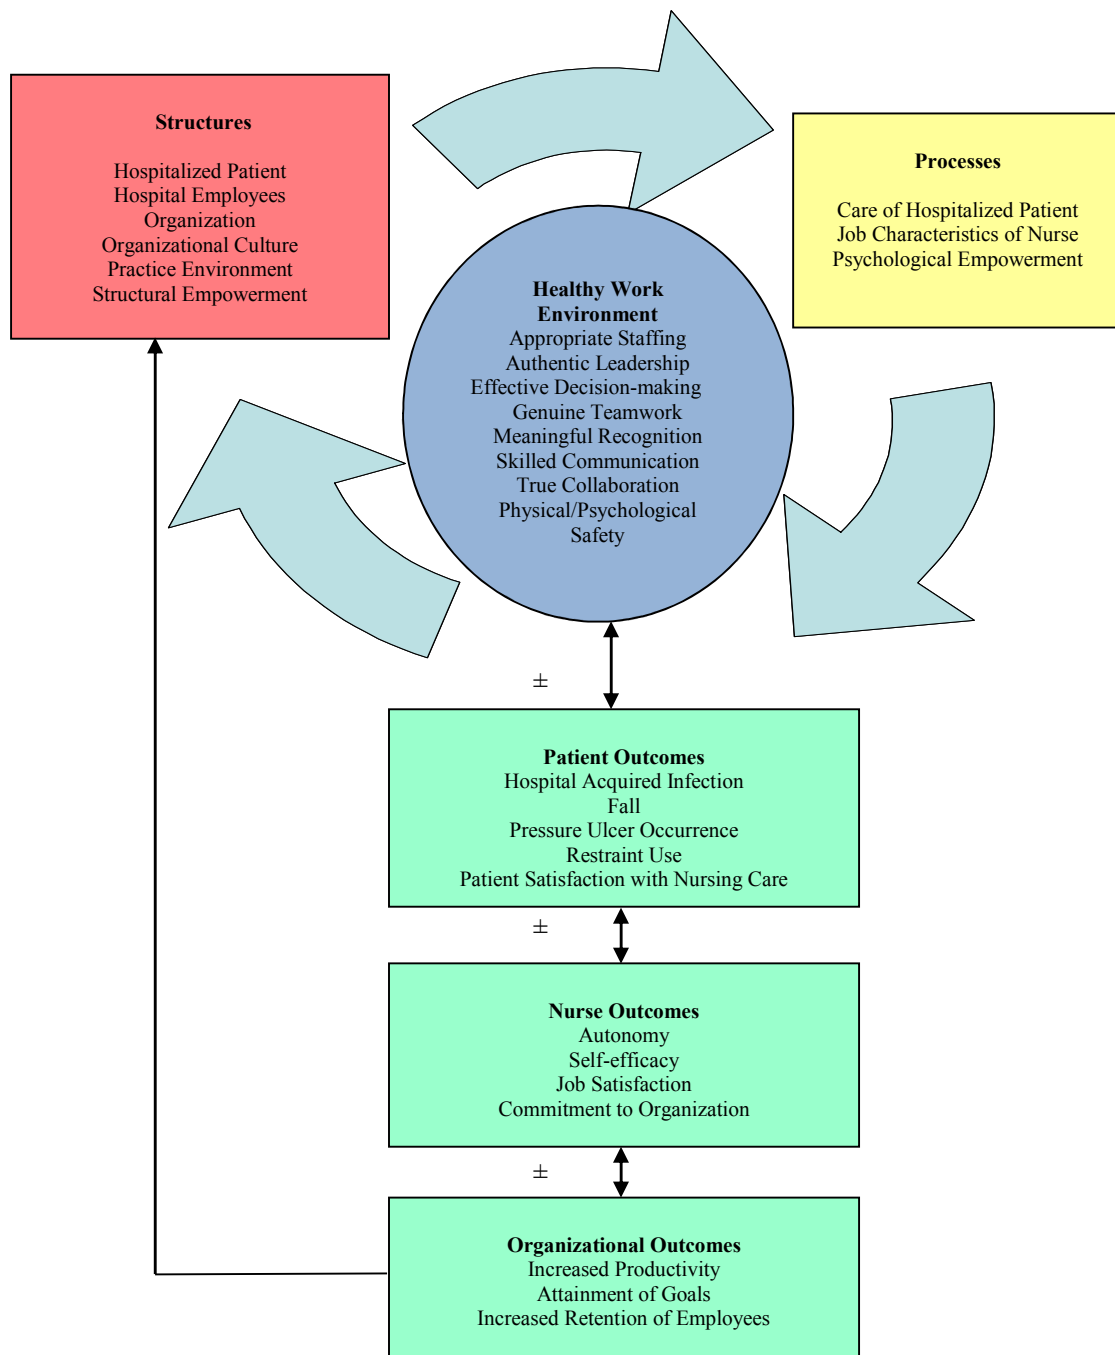 Structures
Hospitalized Patient
Hospital Employees
Organization
Organizational Culture
Practice Environment
Structural Empowerment
Processes
Care of Hospitalized Patient
Job Characteristics of Nurse
Psychological Empowerment
Healthy Work
Environment
Appropriate Staffing
Authentic Leadership
Effective Decision-making
Genuine Teamwork
Meaningful Recognition
Skilled Communication
True Collaboration
Physical/Psychological
Safety
±
Patient Outcomes
Hospital Acquired Infection
Fall
Pressure Ulcer Occurrence
Restraint Use
Patient Satisfaction with Nursing Care
±
Nurse Outcomes
Autonomy
Self-efficacy
Job Satisfaction
Commitment to Organization
±
Organizational Outcomes
Increased Productivity
Attainment of Goals
Increased Retention of Employees